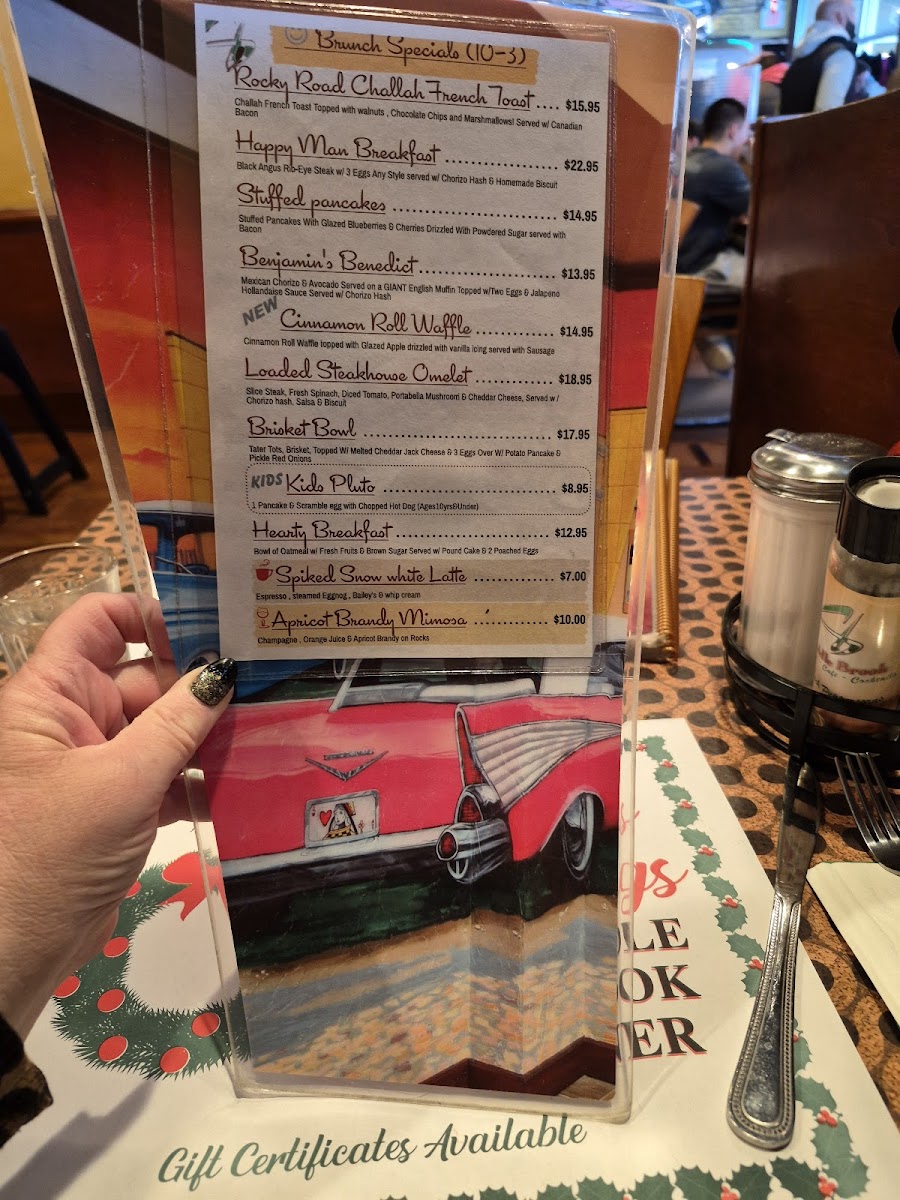 Brunch Specials (10-3)
Rocky Road Challah French Toast .... $15.95
Challah French Toast Topped with walnuts , Chocolate Chips and Marshmallows! Served w/ Canadian
Bacon
Happy Man Breakfast .................. $22.95
Black Angus Rib-Eye Steak w/ 3 Eggs Any Style served w/ Chorizo Hash & Homemade Biscuit
Stuffed pancakes .......................... $14.95
Stuffed Pancakes With Glazed Blueberries & Cherries Drizzled With Powdered Sugar served with
Bacon
Benjamin's Benedict ..................... $13.95
Mexican Chorizo & Avocado Served on a GIANT English Muffin Topped w/Two Eggs & Jalapeno
Hollandaise Sauce Served w/ Chorizo Hash
NEW
Cinnamon Roll Waffle ............. $14.95
Cinnamon Roll Waffle topped with Glazed Apple drizzled with vanilla icing served with Sausage
Loaded Steakhouse Omelet ............. $18.95
Slice Steak, Fresh Spinach, Diced Tomato, Portabella Mushroom & Cheddar Cheese, Served w /
Chorizo hash, Salsa & Biscuit
Brisket Bowl .............................. $17.95
Tater Tots, Brisket, Topped W/ Melted Cheddar Jack Cheese & 3 Eggs Over W/ Potato Pancake &
Pickle Red Onions
KIDS Kids Pluto ............................ $8.95
1 Pancake & Scramble egg with Chopped Hot Dog (Ages10yrs&Under)
Hearty Breakfast ......................... $12.95
Bowl of Oatmeal w/ Fresh Fruits & Brown Sugar Served w/ Pound Cake & 2 Poached Eggs
Spiked Snow white Latte ............. $7.00
Espresso , steamed Eggnog , Bailey's & whip cream
Apricot Brandy Mimosa ............. $10.00
Champagne , Orange Juice & Apricot Brandy on Rocks
Brook
gs
OLE
OOK
ER
Gift Certificates Available